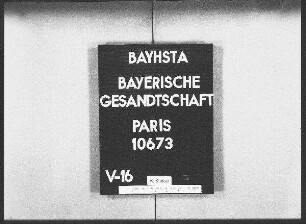 BAYHSTA
BAYERISCHE
GESANDTSCHAFT
PARIS
10673
V-16